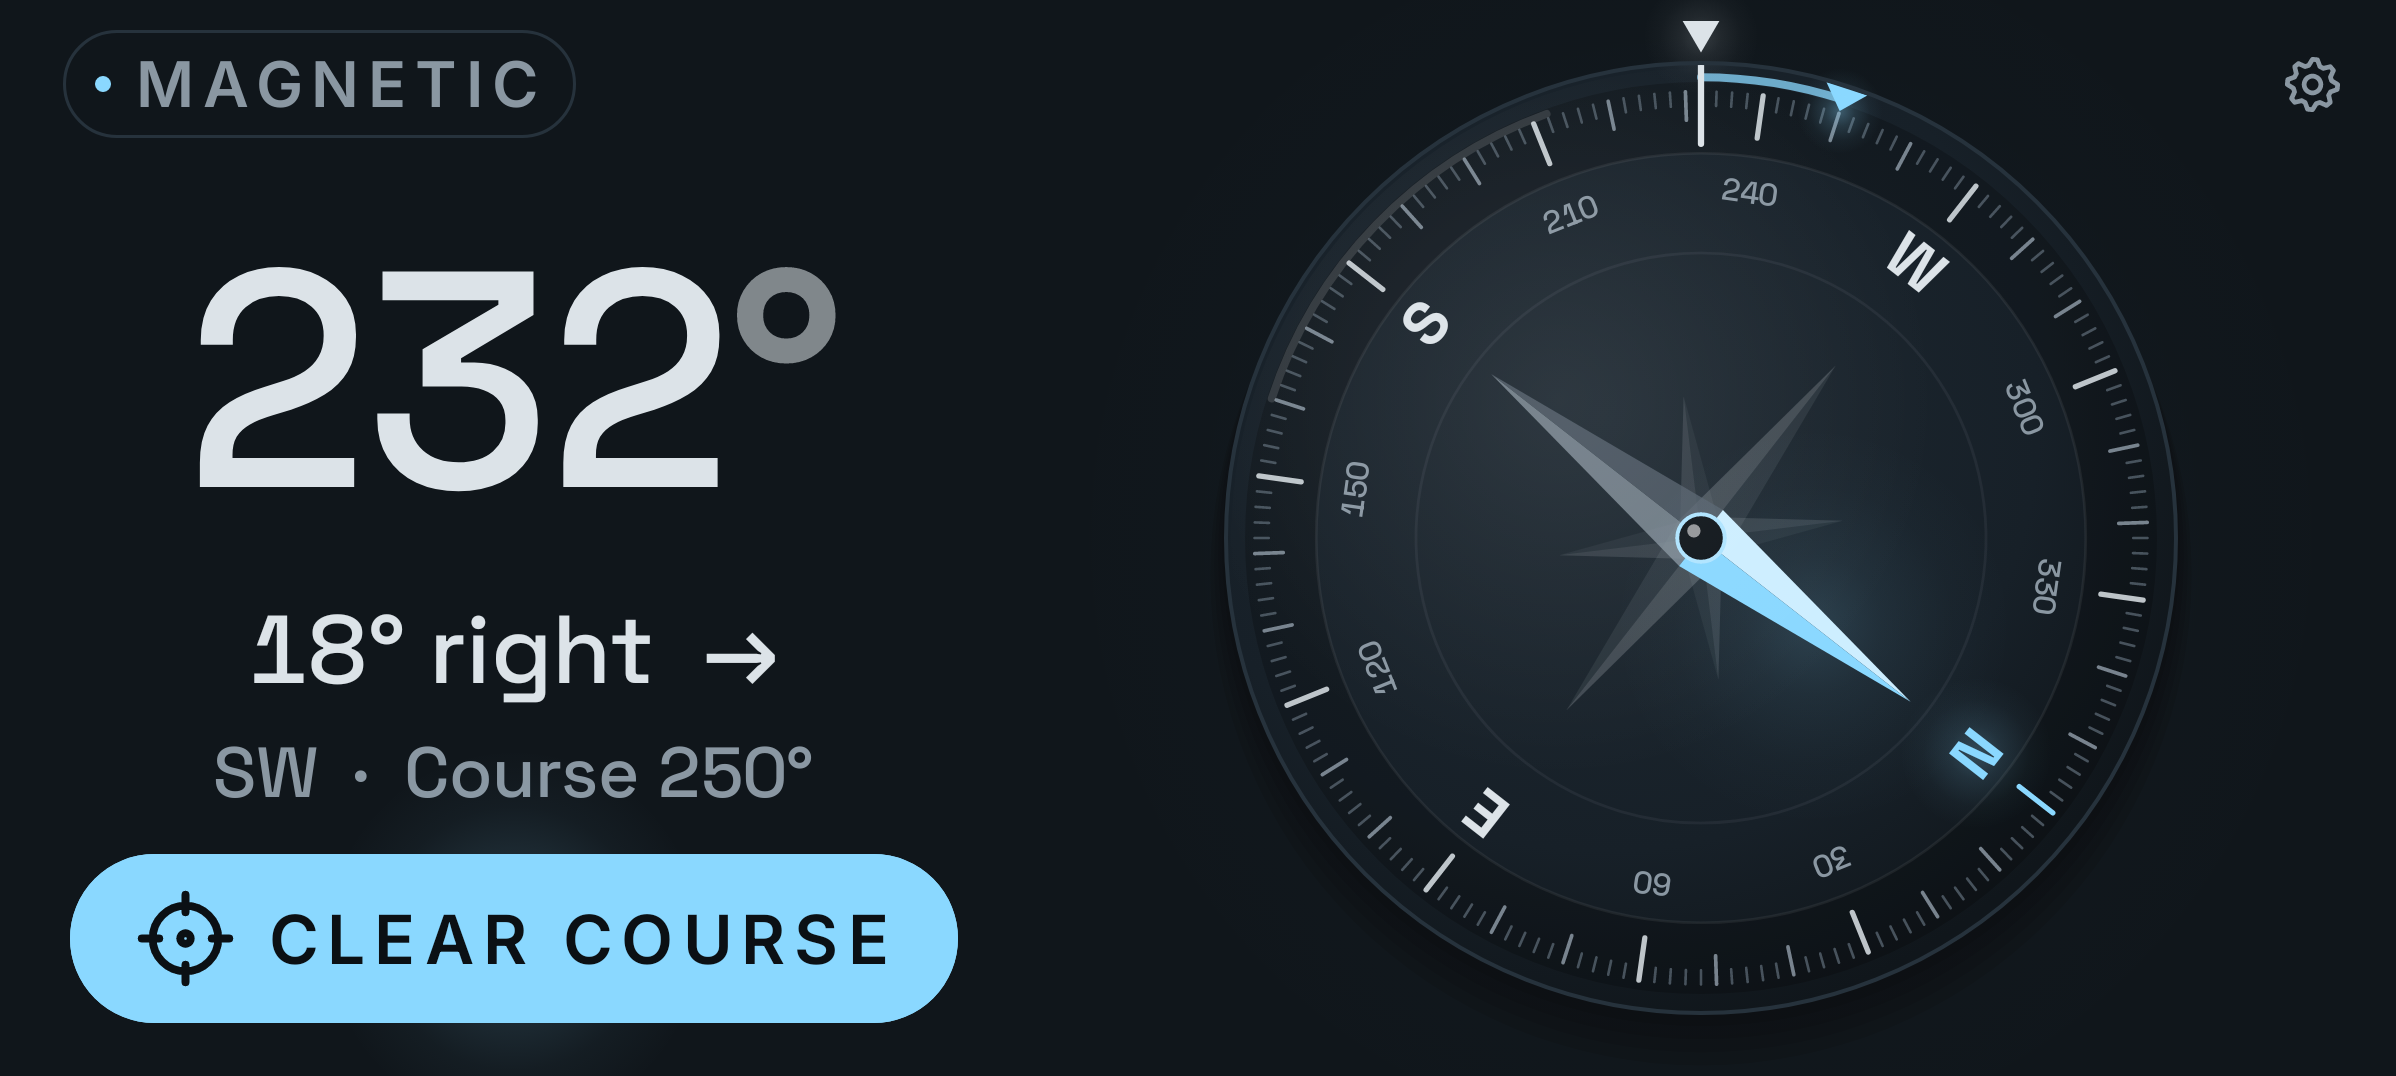 MAGNETIC
232°
18° right →
SW · Course 250°
CLEAR COURSE
240
W
300
330
N
30
60
E
120
150
S
210